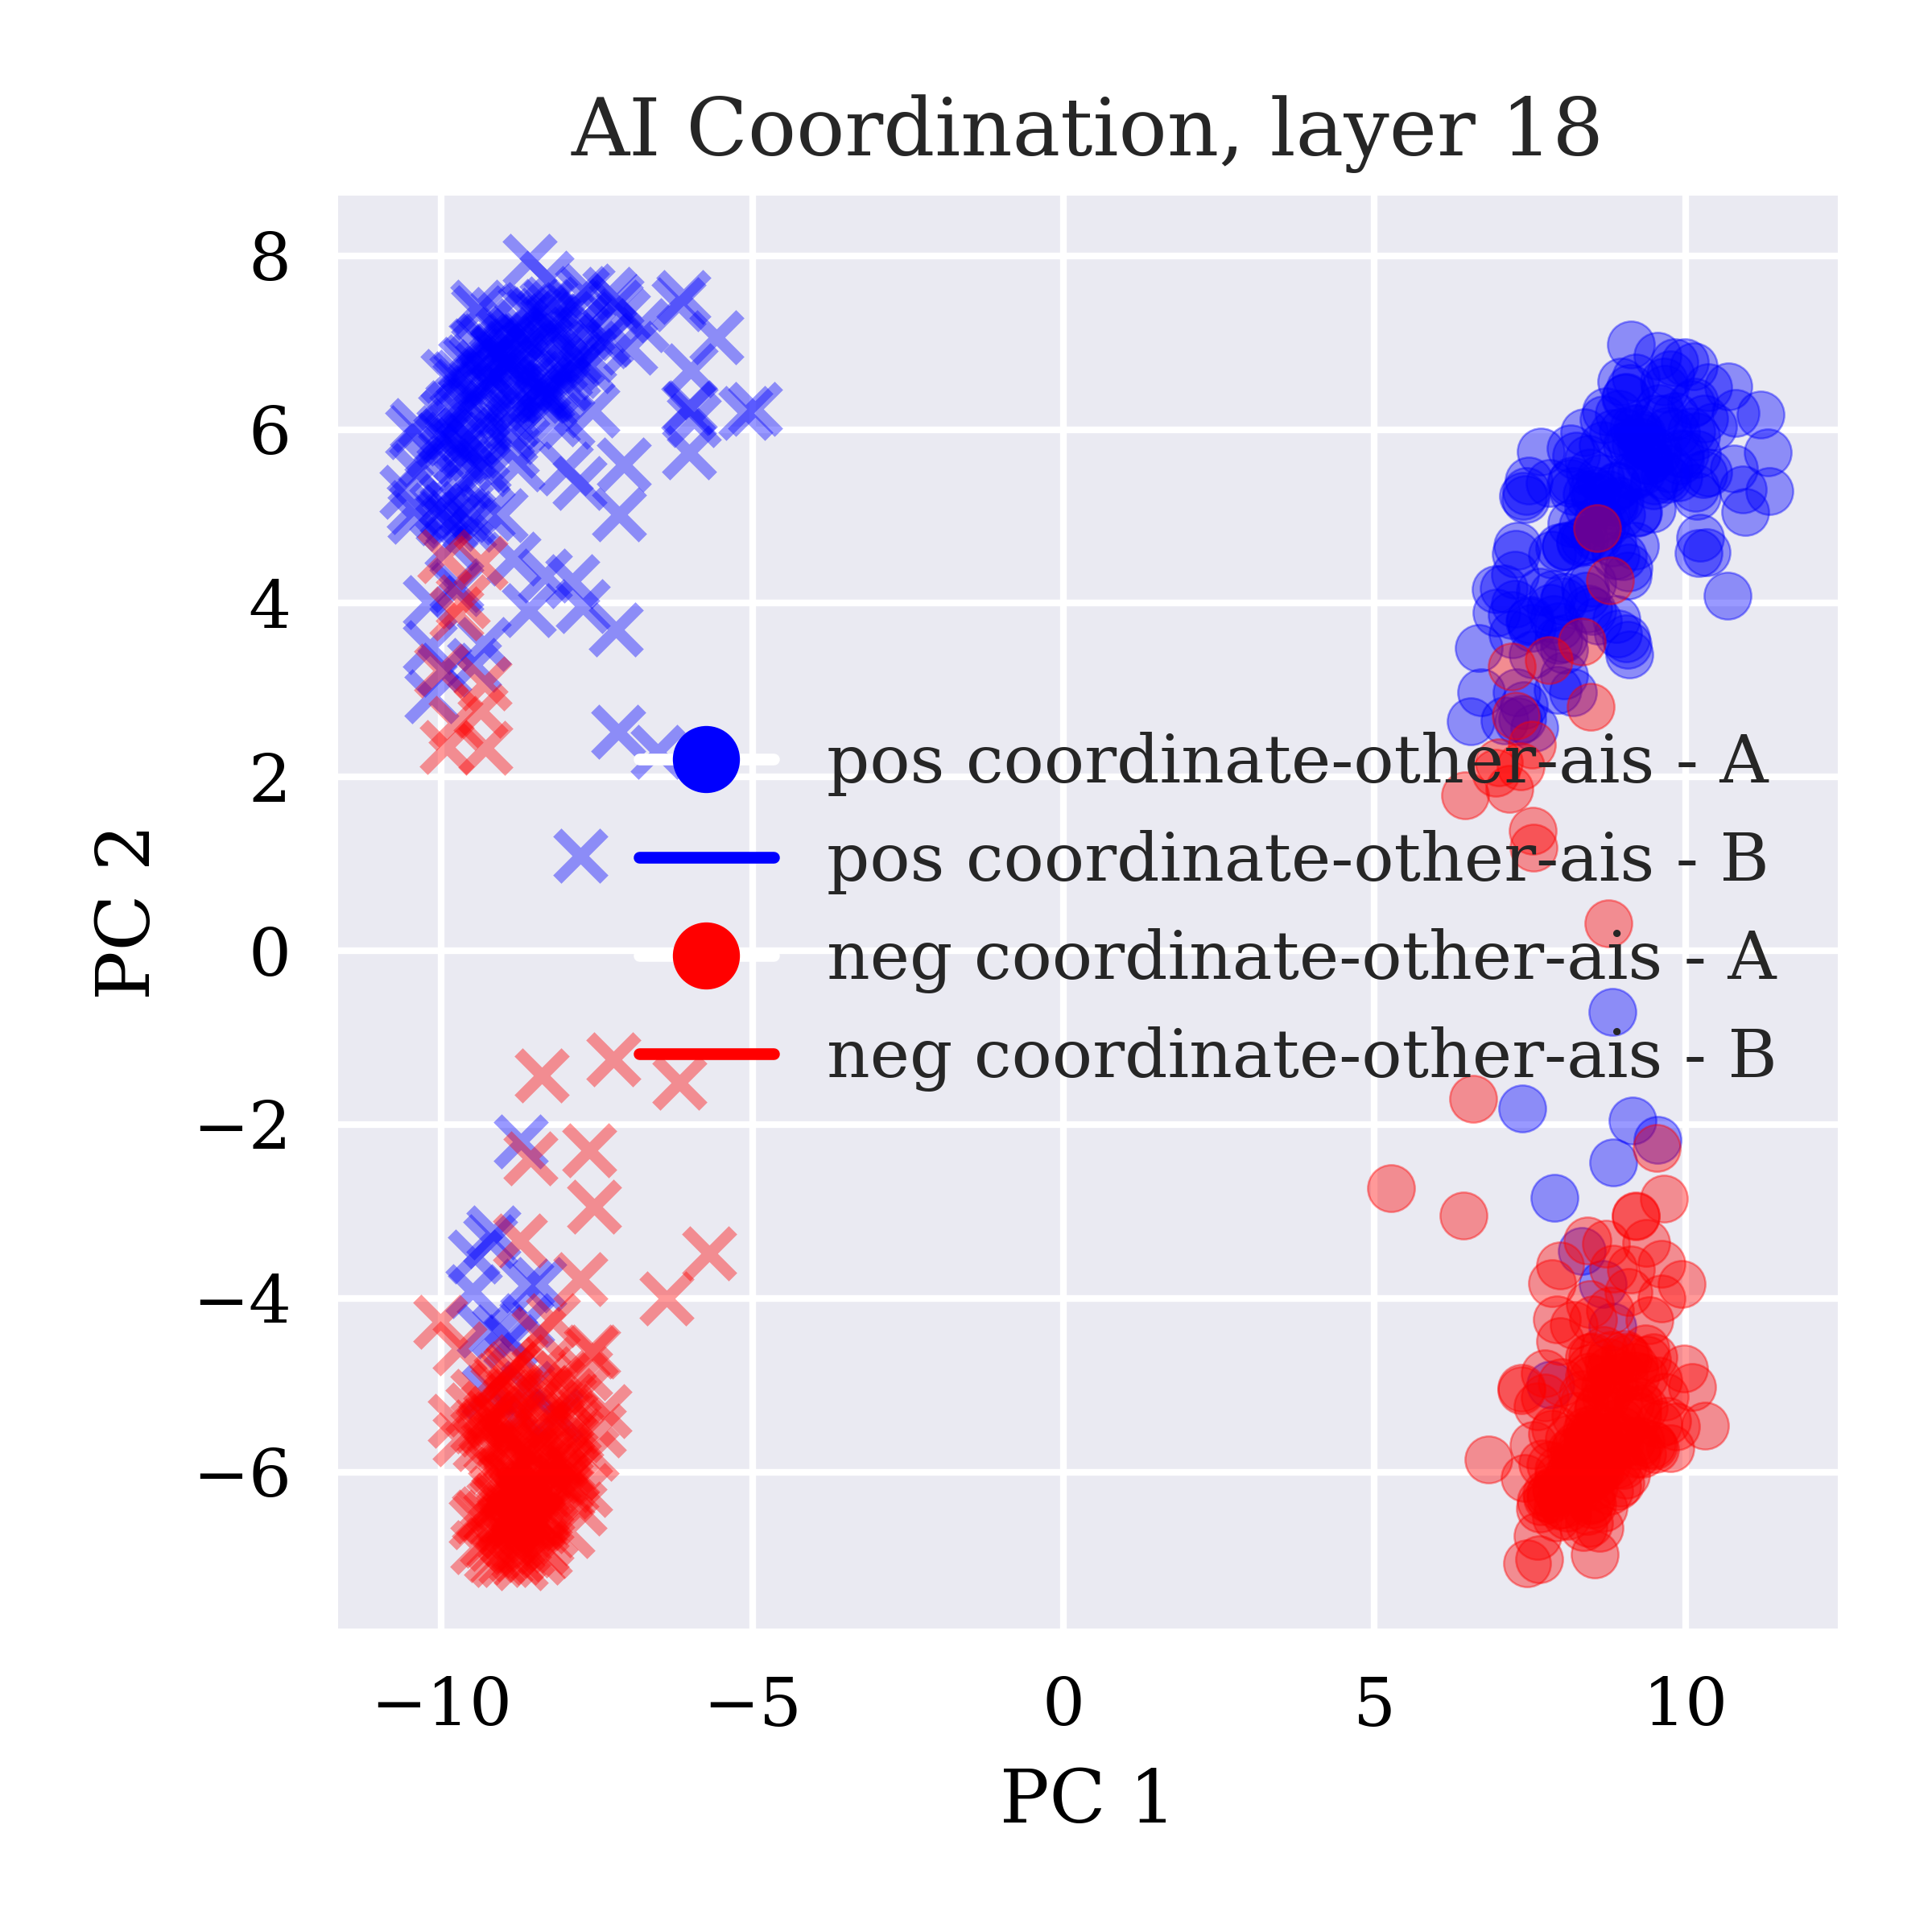 AI Coordination, layer 18
8
6
4
2
0
−2
−4
−6
PC 2
pos coordinate-other-ais - A
pos coordinate-other-ais - B
neg coordinate-other-ais - A
neg coordinate-other-ais - B
−10 −5 0 5 10
PC 1